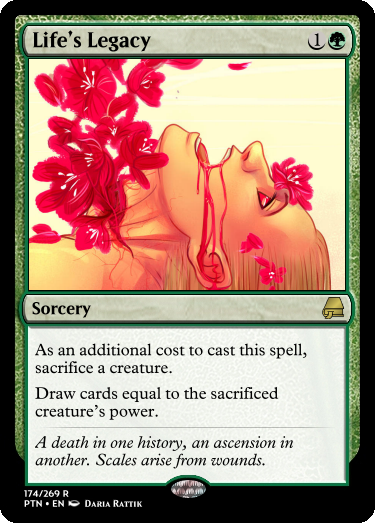 Life's Legacy 1
Sorcery
As an additional cost to cast this spell,
sacrifice a creature.
Draw cards equal to the sacrificed
creature's power.
A death in one history, an ascension in
another. Scales arise from wounds.
174/269 R
PTN • EN Daria Rattik